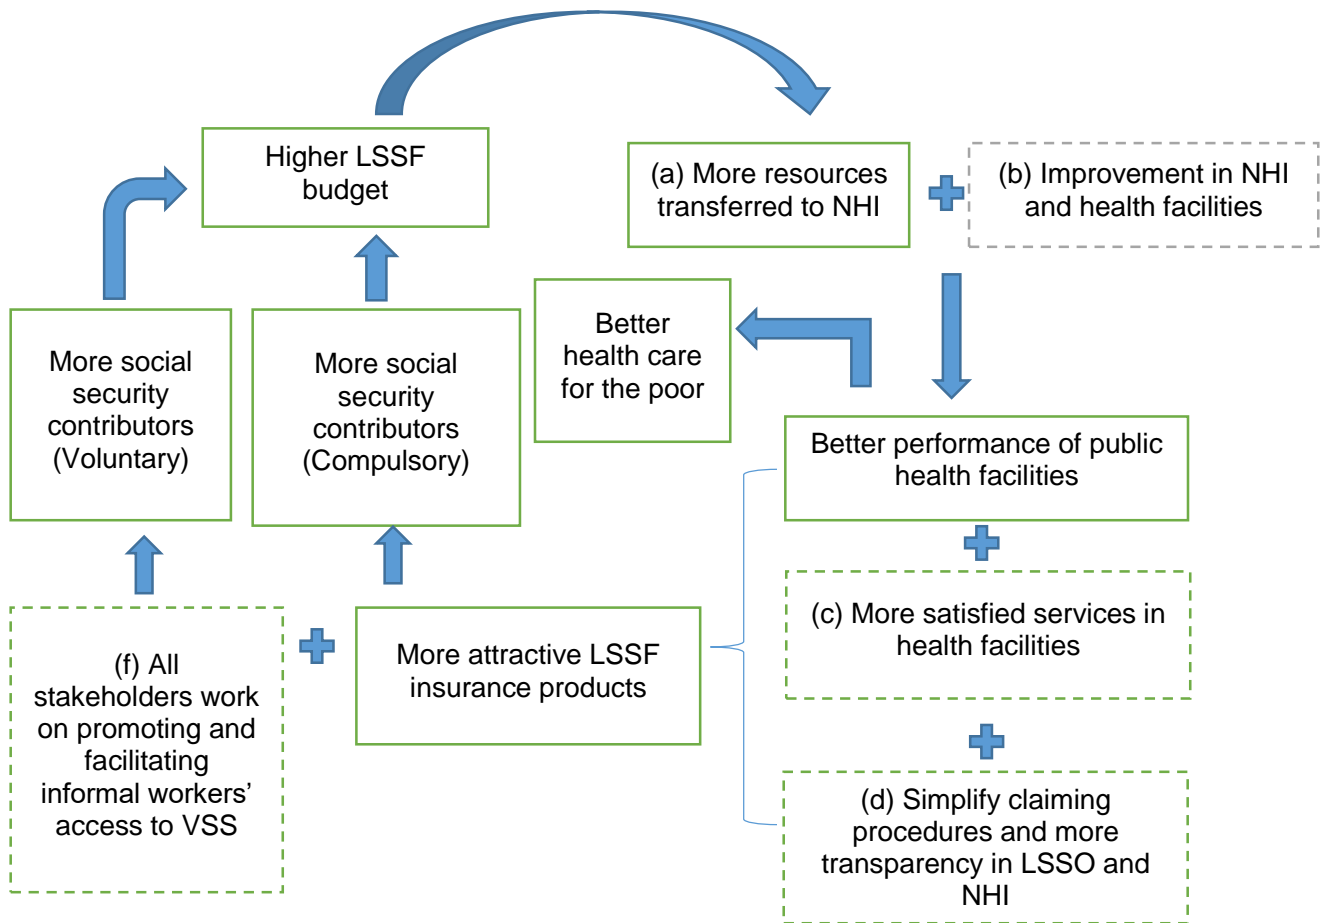 Higher LSSF
budget
(a) More resources
transferred to NHI
(b) Improvement in NHI
and health facilities
More social
security
contributors
(Voluntary)
More social
security
contributors
(Compulsory)
Better
health care
for the poor
Better performance of public
health facilities
(c) More satisfied services in
health facilities
(f) All
stakeholders work
on promoting and
facilitating
informal workers’
access to VSS
More attractive LSSF
insurance products
(d) Simplify claiming
procedures and more
transparency in LSSO and
NHI